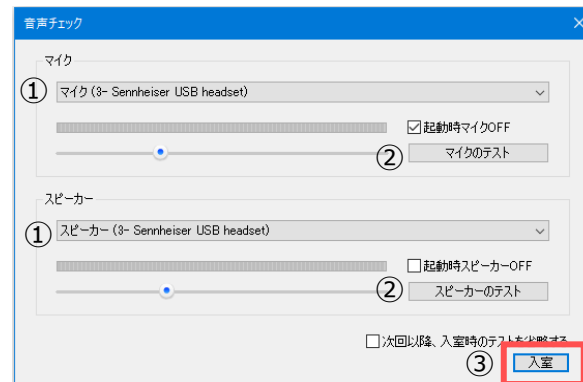 音声チェック
マイク
① マイク (3- Sennheiser USB headset)
起動時マイクOFF
② マイクのテスト
スピーカー
① スピーカー (3- Sennheiser USB headset)
起動時スピーカーOFF
② スピーカーのテスト
次回以降、入室時のテストを省略する
③ 入室